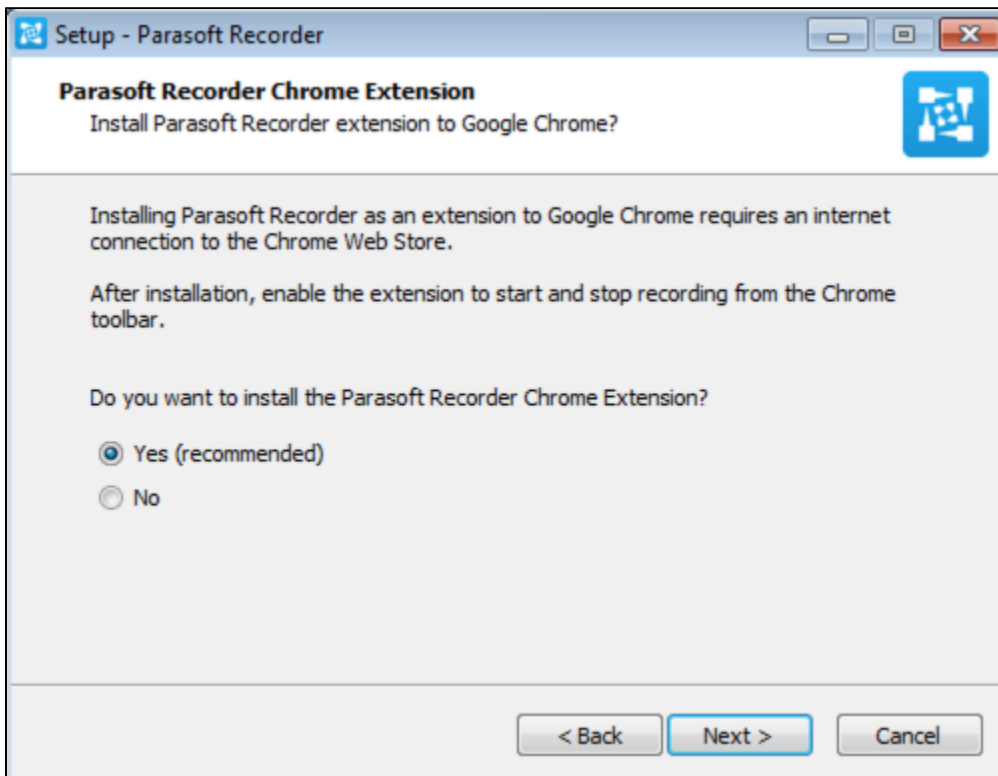 Setup - Parasoft Recorder
Parasoft Recorder Chrome Extension
Install Parasoft Recorder extension to Google Chrome?
Installing Parasoft Recorder as an extension to Google Chrome requires an internet
connection to the Chrome Web Store.
After installation, enable the extension to start and stop recording from the Chrome
toolbar.
Do you want to install the Parasoft Recorder Chrome Extension?
Yes (recommended)
No
< Back Next > Cancel